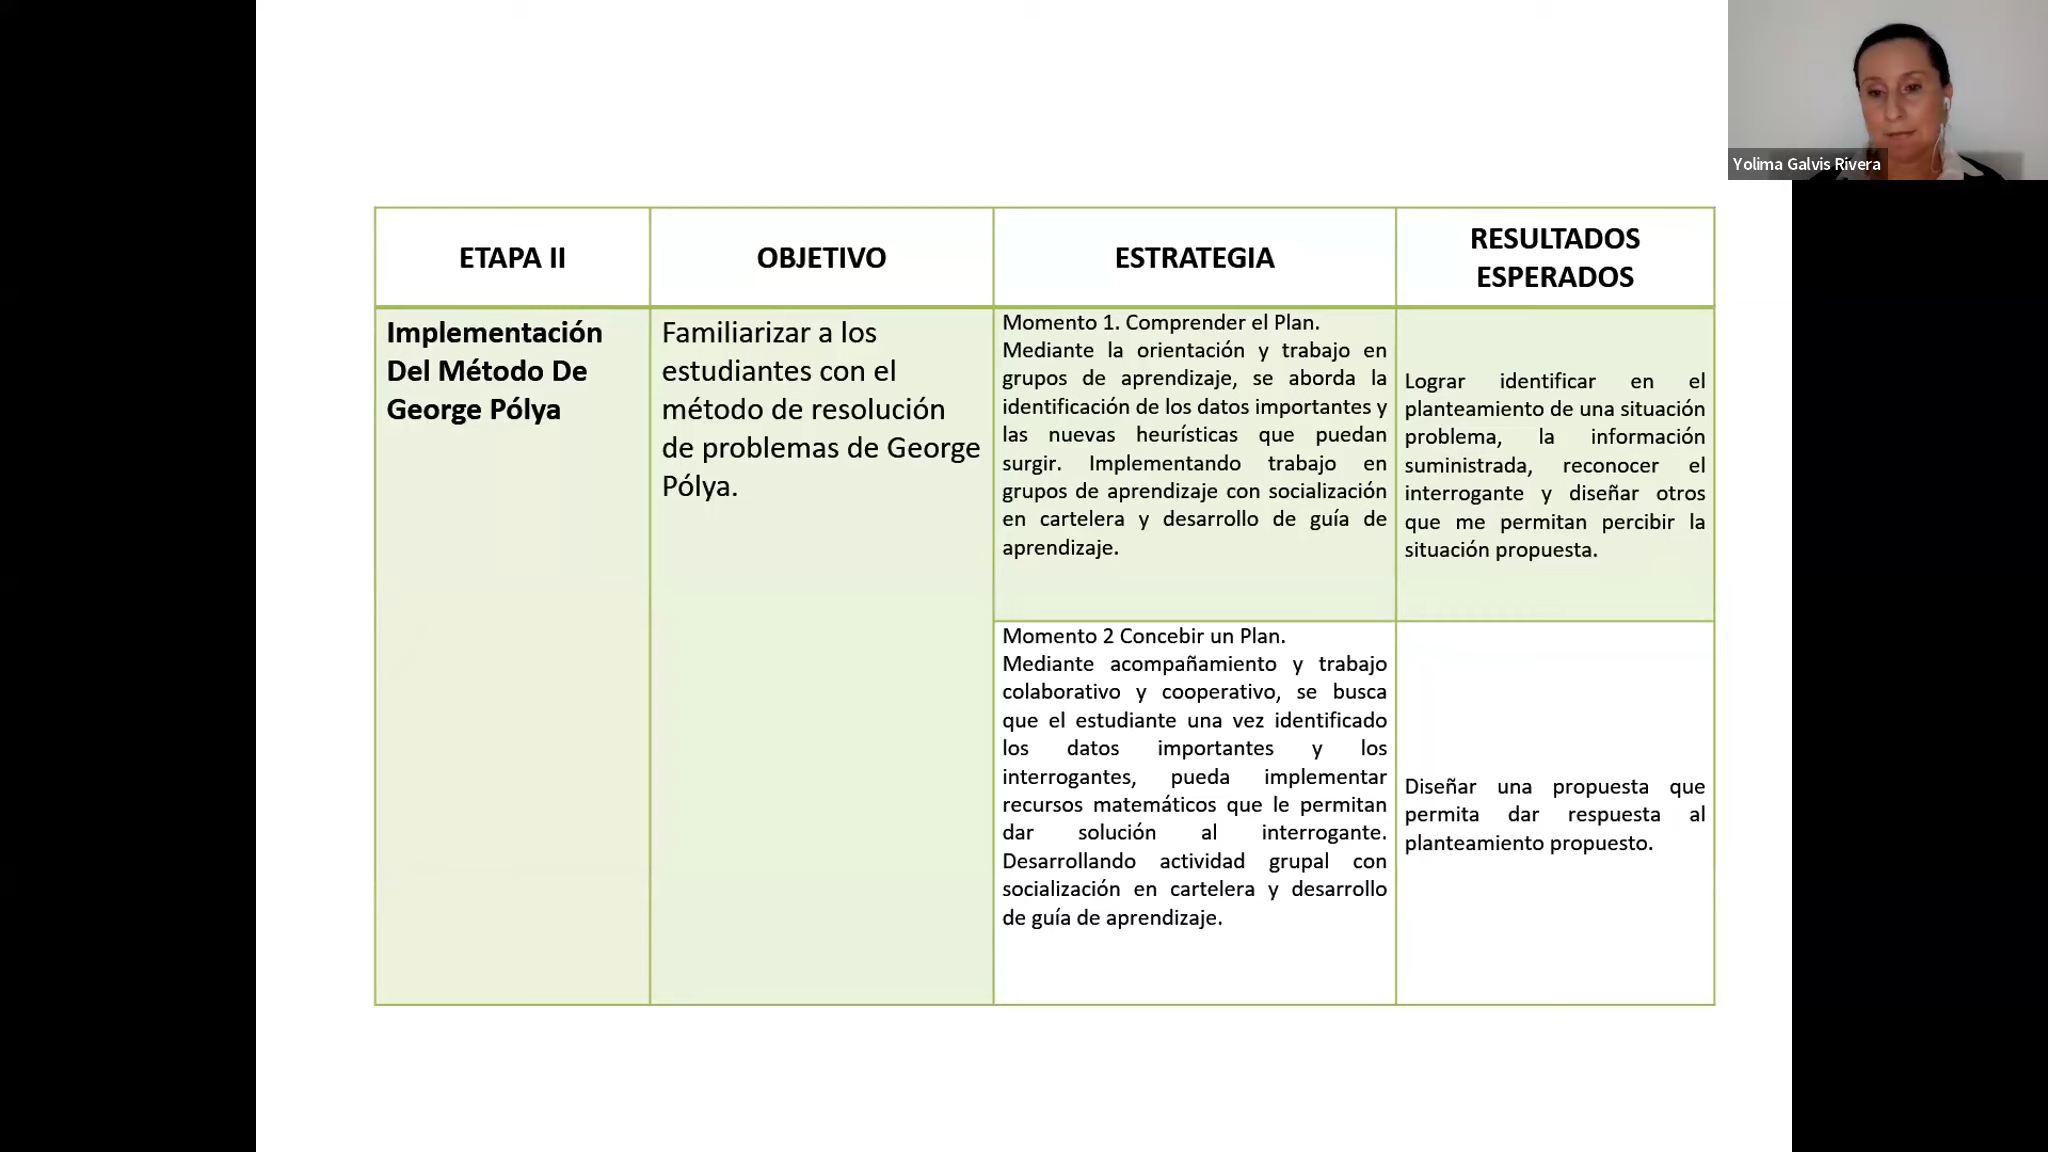 Yolima Galvis Rivera
ETAPA II
OBJETIVO
ESTRATEGIA
RESULTADOS
ESPERADOS
Implementación
Del Método De
George Pólya
Familiarizar a los
estudiantes con el
método de resolución
de problemas de George
Pólya.
Momento 1. Comprender el Plan.
Mediante la orientación y trabajo en
grupos de aprendizaje, se aborda la
identificación de los datos importantes y
las nuevas heurísticas que puedan
surgir. Implementando trabajo en
grupos de aprendizaje con socialización
en cartelera y desarrollo de guía de
aprendizaje.
Lograr identificar en el
planteamiento de una situación
problema, la información
suministrada, reconocer el
interrogante y diseñar otros
que me permitan percibir la
situación propuesta.
Momento 2 Concebir un Plan.
Mediante acompañamiento y trabajo
colaborativo y cooperativo, se busca
que el estudiante una vez identificado
los datos importantes y los
interrogantes, pueda implementar
recursos matemáticos que le permitan
dar solución al interrogante.
Desarrollando actividad grupal con
socialización en cartelera y desarrollo
de guía de aprendizaje.
Diseñar una propuesta que
permita dar respuesta al
planteamiento propuesto.